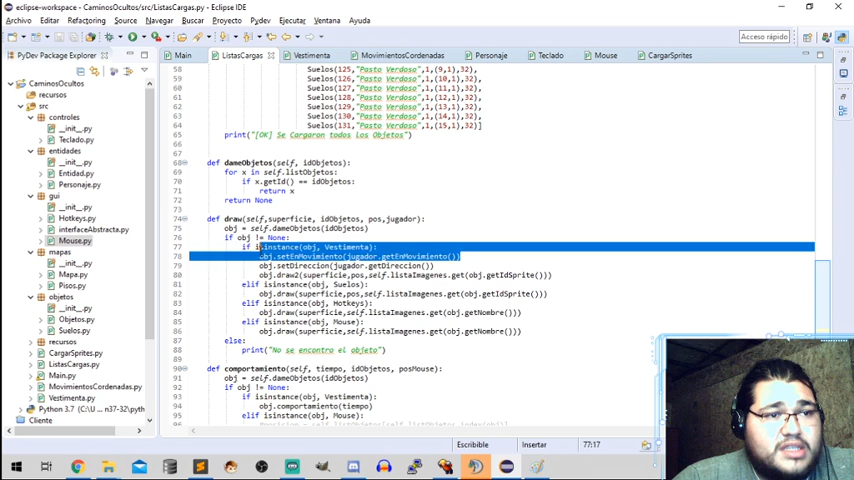 eclipse-workspace - CaminosOcultos/src/ListasCargas.py - Eclipse IDE
File Edit Refactoring Source Navegar Buscar Proyecto Pydev Ejecutar Ventana Ayuda
Acceso rápido
PyDev Package Explorer
Main
ListasCargas
Vestimenta
MovimientosCordenadas
Personaje
Teclado
Mouse
CargarSprites
CaminosOcultos
recursos
src
controles
__init__.py
Teclado.py
entidades
__init__.py
Entidad.py
Personaje.py
gui
__init__.py
Hotkeys.py
interfaceAbstracta.py
Mouse.py
mapas
__init__.py
Mapa.py
Pisos.py
objetos
__init__.py
Objetos.py
Suelos.py
recursos
CargarSprites.py
ListasCargas.py
Main.py
MovimientosCordenadas.py
Vestimenta.py
Python 3.7 (C:\U... n37-32\pyth
Cliente
58 Suelos(125,"Pasto Verdoso",1,(9,1),32),
59 Suelos(126,"Pasto Verdoso",1,(10,1),32),
60 Suelos(127,"Pasto Verdoso",1,(11,1),32),
61 Suelos(128,"Pasto Verdoso",1,(12,1),32),
62 Suelos(129,"Pasto Verdoso",1,(13,1),32),
63 Suelos(130,"Pasto Verdoso",1,(14,1),32),
64 Suelos(131,"Pasto Verdoso",1,(15,1),32)]
65 print("[OK] Se Cargaron todos los Objetos")
66
67
68 def dameObjetos(self, idObjetos):
69 for x in self.listObjetos:
70 if x.getId() == idObjetos:
71 return x
72 return None
73
74
75 def draw(self,superficie, idObjetos, pos,jugador):
75 obj = self.dameObjetos(idObjetos)
76 if obj != None:
77 if isinstance(obj, Vestimenta):
78 obj.setEnMovimiento(jugador.getEnMovimiento())
79 obj.setDireccion(jugador.getDireccion())
80 obj.draw2(superficie,pos,self.listaImagenes.get(obj.getIdSprite()))
81 elif isinstance(obj, Suelos):
82 obj.draw(superficie,pos,self.listaImagenes.get(obj.getIdSprite()))
83 elif isinstance(obj, Hotkeys):
84 obj.draw(superficie,self.listaImagenes.get(obj.getNombre()))
85 elif isinstance(obj, Mouse):
86 obj.draw(superficie,self.listaImagenes.get(obj.getNombre()))
87 else:
88 print("No se encontro el objeto")
89
90 def comportamiento(self, tiempo, idObjetos, posMouse):
91 obj = self.dameObjetos(idObjetos)
92 if obj != None:
93 if isinstance(obj, Vestimenta):
94 obj.comportamiento(tiempo)
95 elif isinstance(obj, Mouse):
Escribible
Insertar
77:17